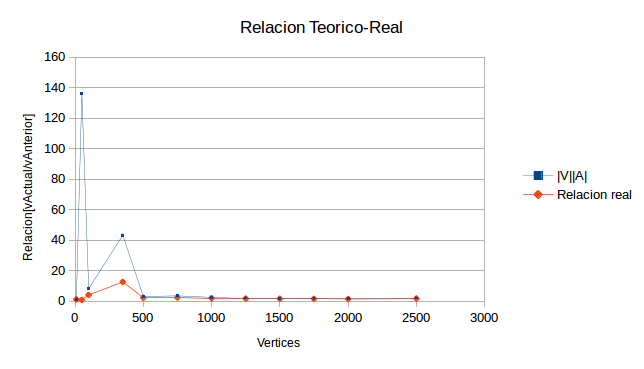 Relacion Teorico-Real
160
140
120
100
80
60
40
20
0
Relacion[vActual/vAnterior]
0 500 1000 1500 2000 2500 3000
Vertices
|V||A|
Relacion real